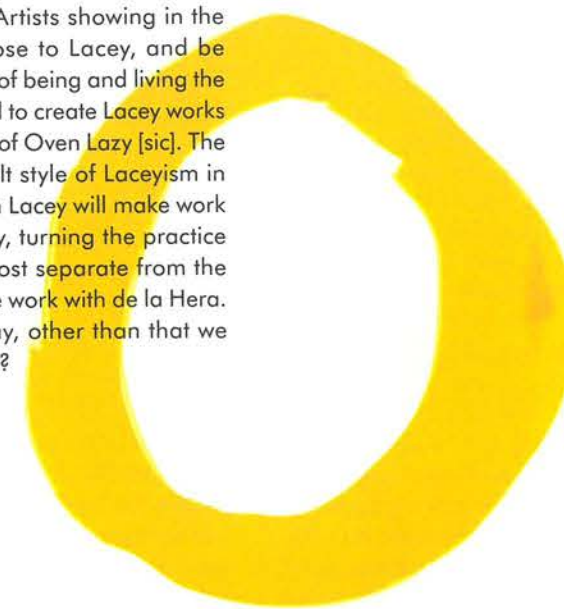 Artists showing in the
ose to Lacey, and be
of being and living the
l to create Lacey works
of Oven Lazy [sic]. The
lt style of Laceyism in
n Lacey will make work
y, turning the practice
ost separate from the
e work with de la Hera.
ay, other than that we
?